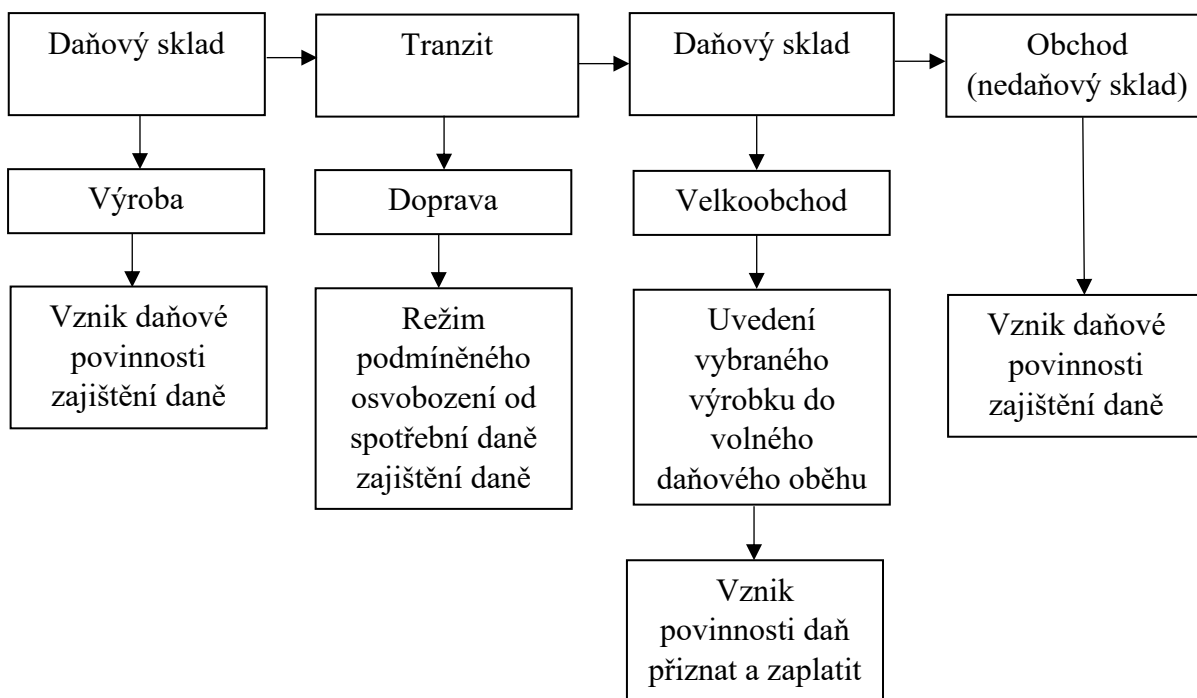 Daňový sklad
Tranzit
Daňový sklad
Obchod
(nedaňový sklad)
Výroba
Doprava
Velkoobchod
Vznik daňové
povinnosti
zajištění daně
Režim
podmíněného
osvobození od
spotřební daně
zajištění daně
Uvedení
vybraného
výrobku do
volného
daňového oběhu
Vznik daňové
povinnosti
zajištění daně
Vznik
povinnosti daň
přiznat a zaplatit